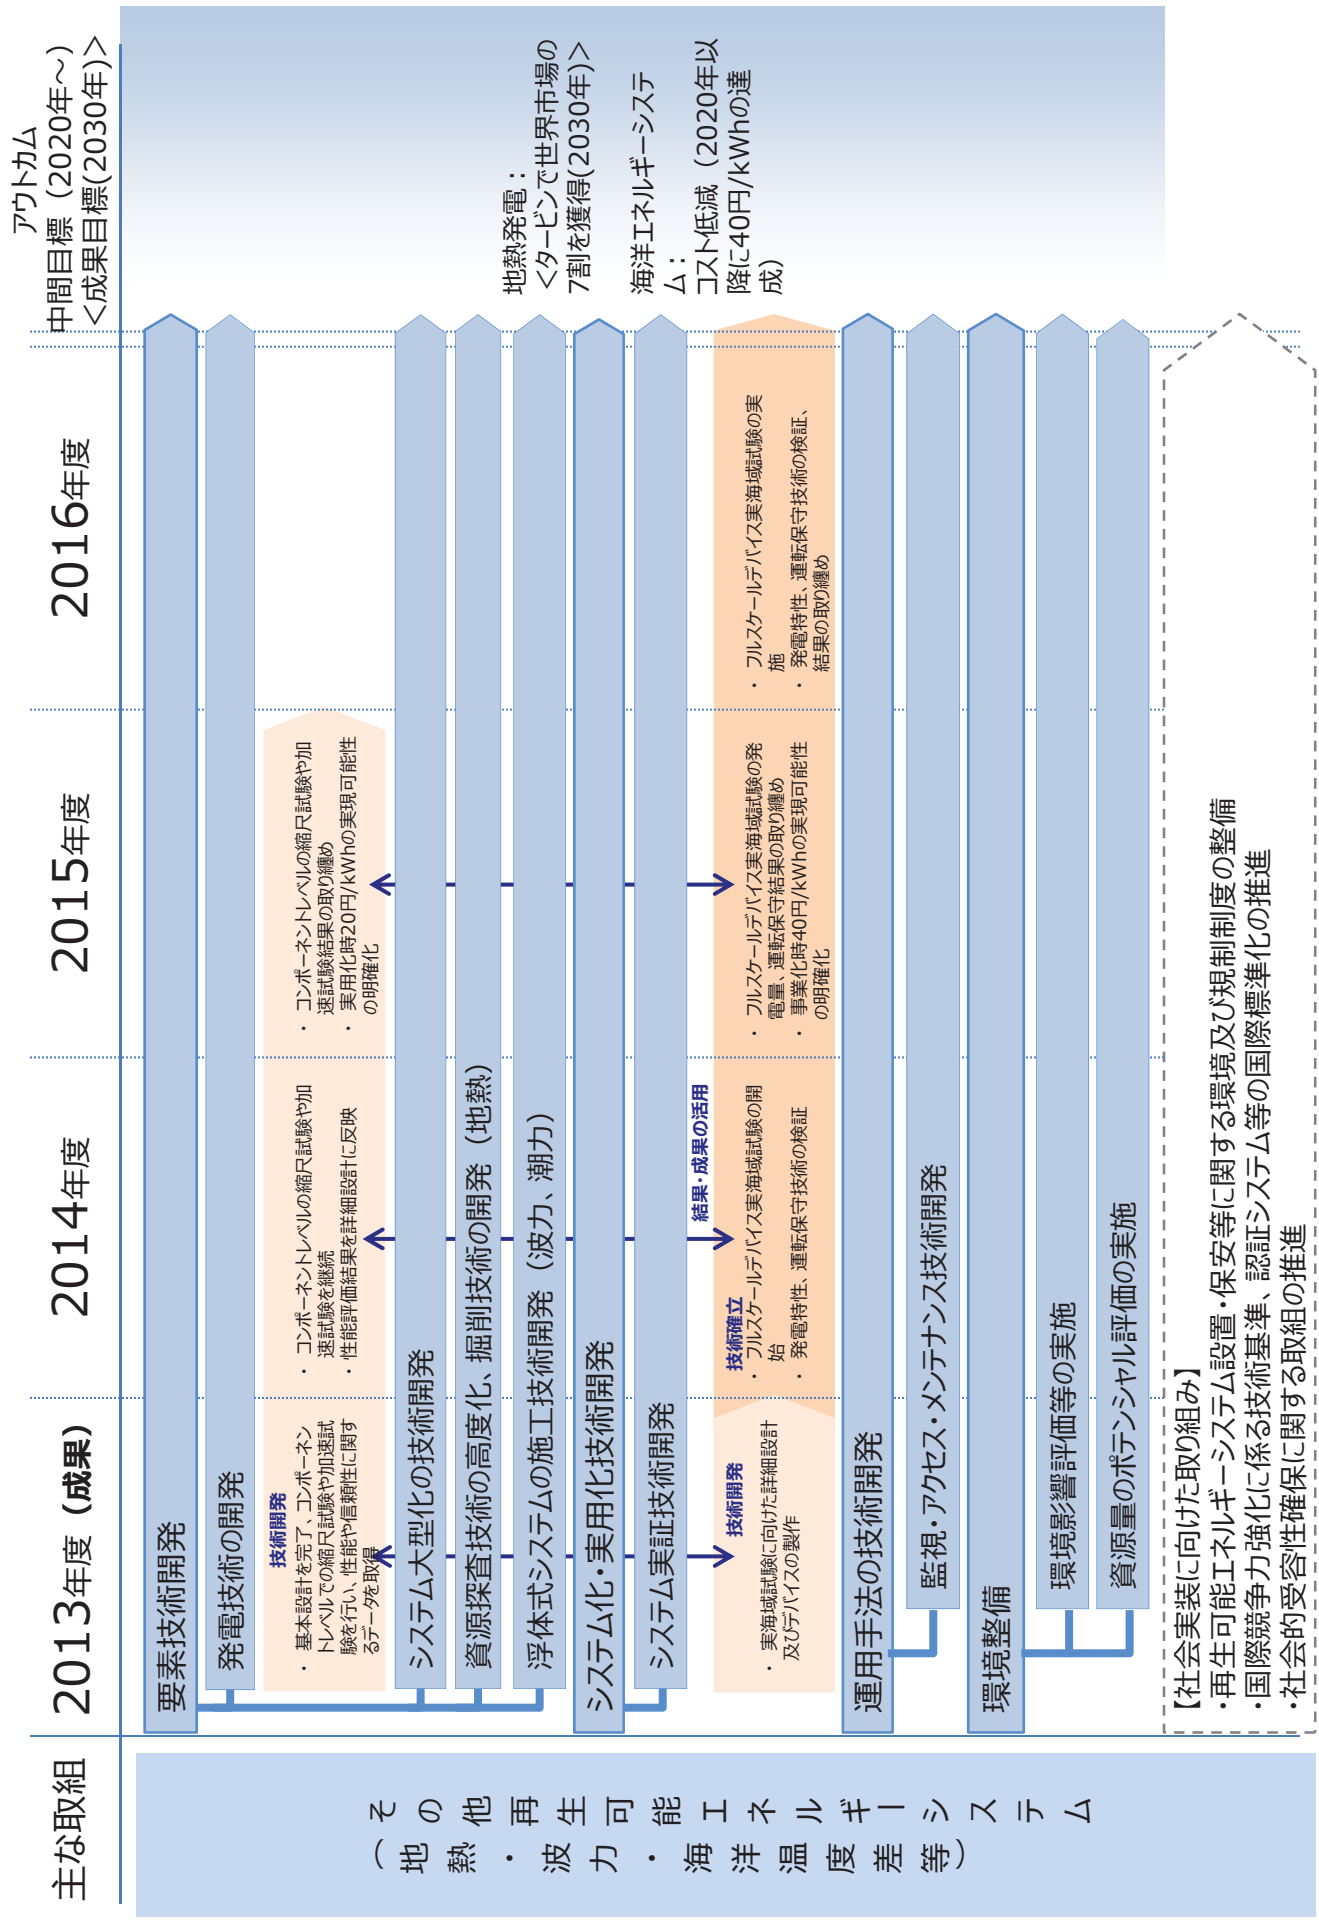 主な取組
2013年度（成果）
2014年度
2015年度
2016年度
アウトカム
中間目標（2020年～）
＜成果目標(2030年)＞
その他再生可能エネルギーシステム
（地熱・波力・海洋温度差等）
要素技術開発
発電技術の開発
技術開発
・ 基本設計を完了、コンポーネン
トレベルでの縮尺試験や加速試
験を行い、性能や信頼性に関す
るデータを取得
・ コンポーネントレベルの縮尺試験や加
速試験を継続
・性能評価結果を詳細設計に反映
・ コンポーネントレベルの縮尺試験や加
速試験結果の取り纏め
・ 実用化時20円/kWhの実現可能性
の明確化
システム大型化の技術開発
資源探査技術の高度化、掘削技術の開発（地熱）
浮体式システムの施工技術開発（波力、潮力）
システム化・実用化技術開発
システム実証技術開発
結果・成果の活用
技術開発
・ 実海域試験に向けた詳細設計
及びデバイスの製作
技術確立
・ フルスケールデバイス実海域試験の開
始
・ 発電特性、運転保守技術の検証
・ フルスケールデバイス実海域試験の発
電量、運転保守結果の取り纏め
・ 事業化時40円/kWhの実現可能性
の明確化
・ フルスケールデバイス実海域試験の実
施
・ 発電特性、運転保守技術の検証、
結果の取り纏め
地熱発電：
＜タービンで世界市場の
7割を獲得(2030年)＞
海洋エネルギーシステ
ム：
コスト低減（2020年以
降に40円/kWhの達
成）
運用手法の技術開発
監視・アクセス・メンテナンス技術開発
環境整備
環境影響評価等の実施
資源量のポテンシャル評価の実施
【社会実装に向けた取り組み】
・再生可能エネルギーシステム設置・保安等に関する環境及び規制制度の整備
・国際競争力強化に係る技術基準、認証システム等の国際標準化の推進
・社会的受容性確保に関する取組の推進